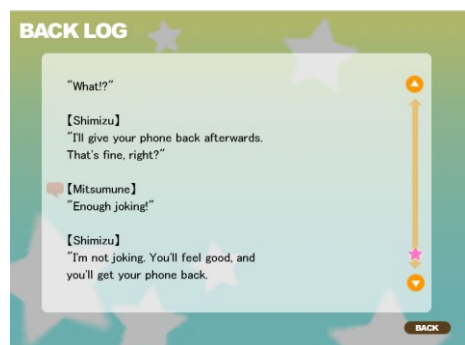 BACK LOG
"What!?"
【Shimizu】
"I'll give your phone back afterwards.
That's fine, right?"
【Mitsumune】
"Enough joking!"
【Shimizu】
"I'm not joking. You'll feel good, and
you'll get your phone back.
BACK